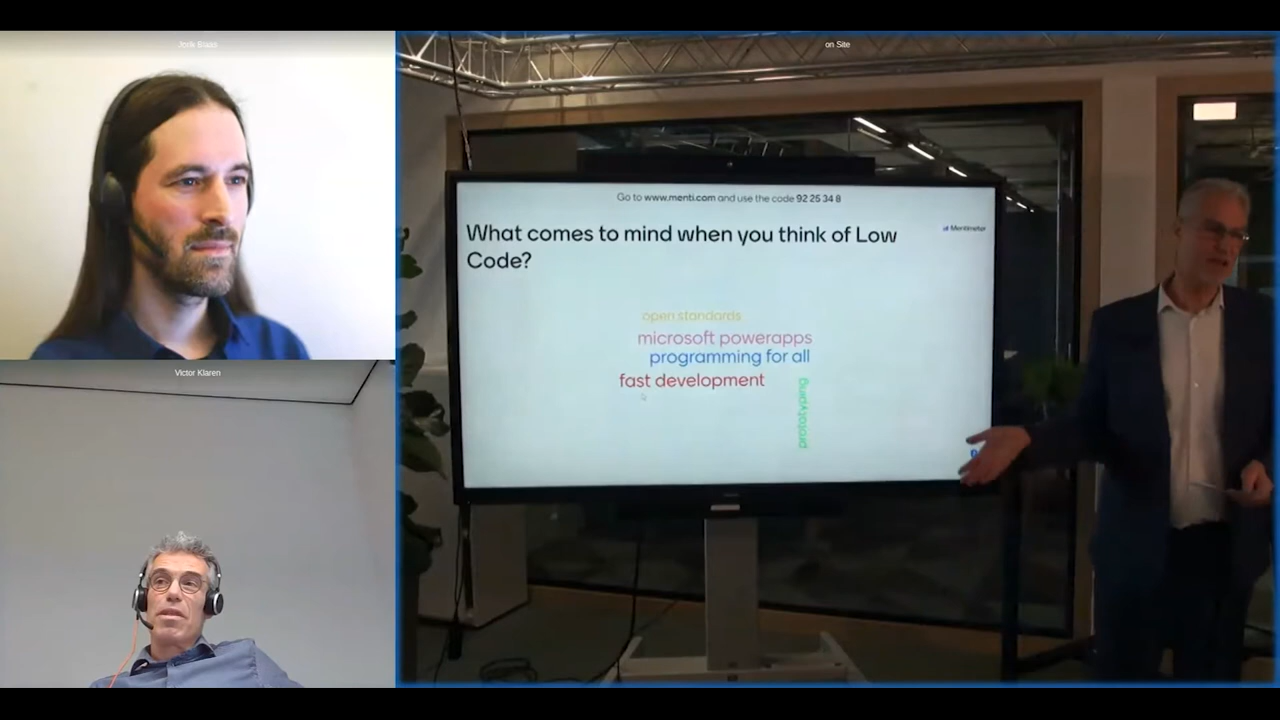 on Site
Go to www.menti.com and use the code 92 25 34 8
What comes to mind when you think of Low
Code?
Mentimeter
open standards
microsoft powerapps
programming for all
fast development
prototyping
Victor Klaren